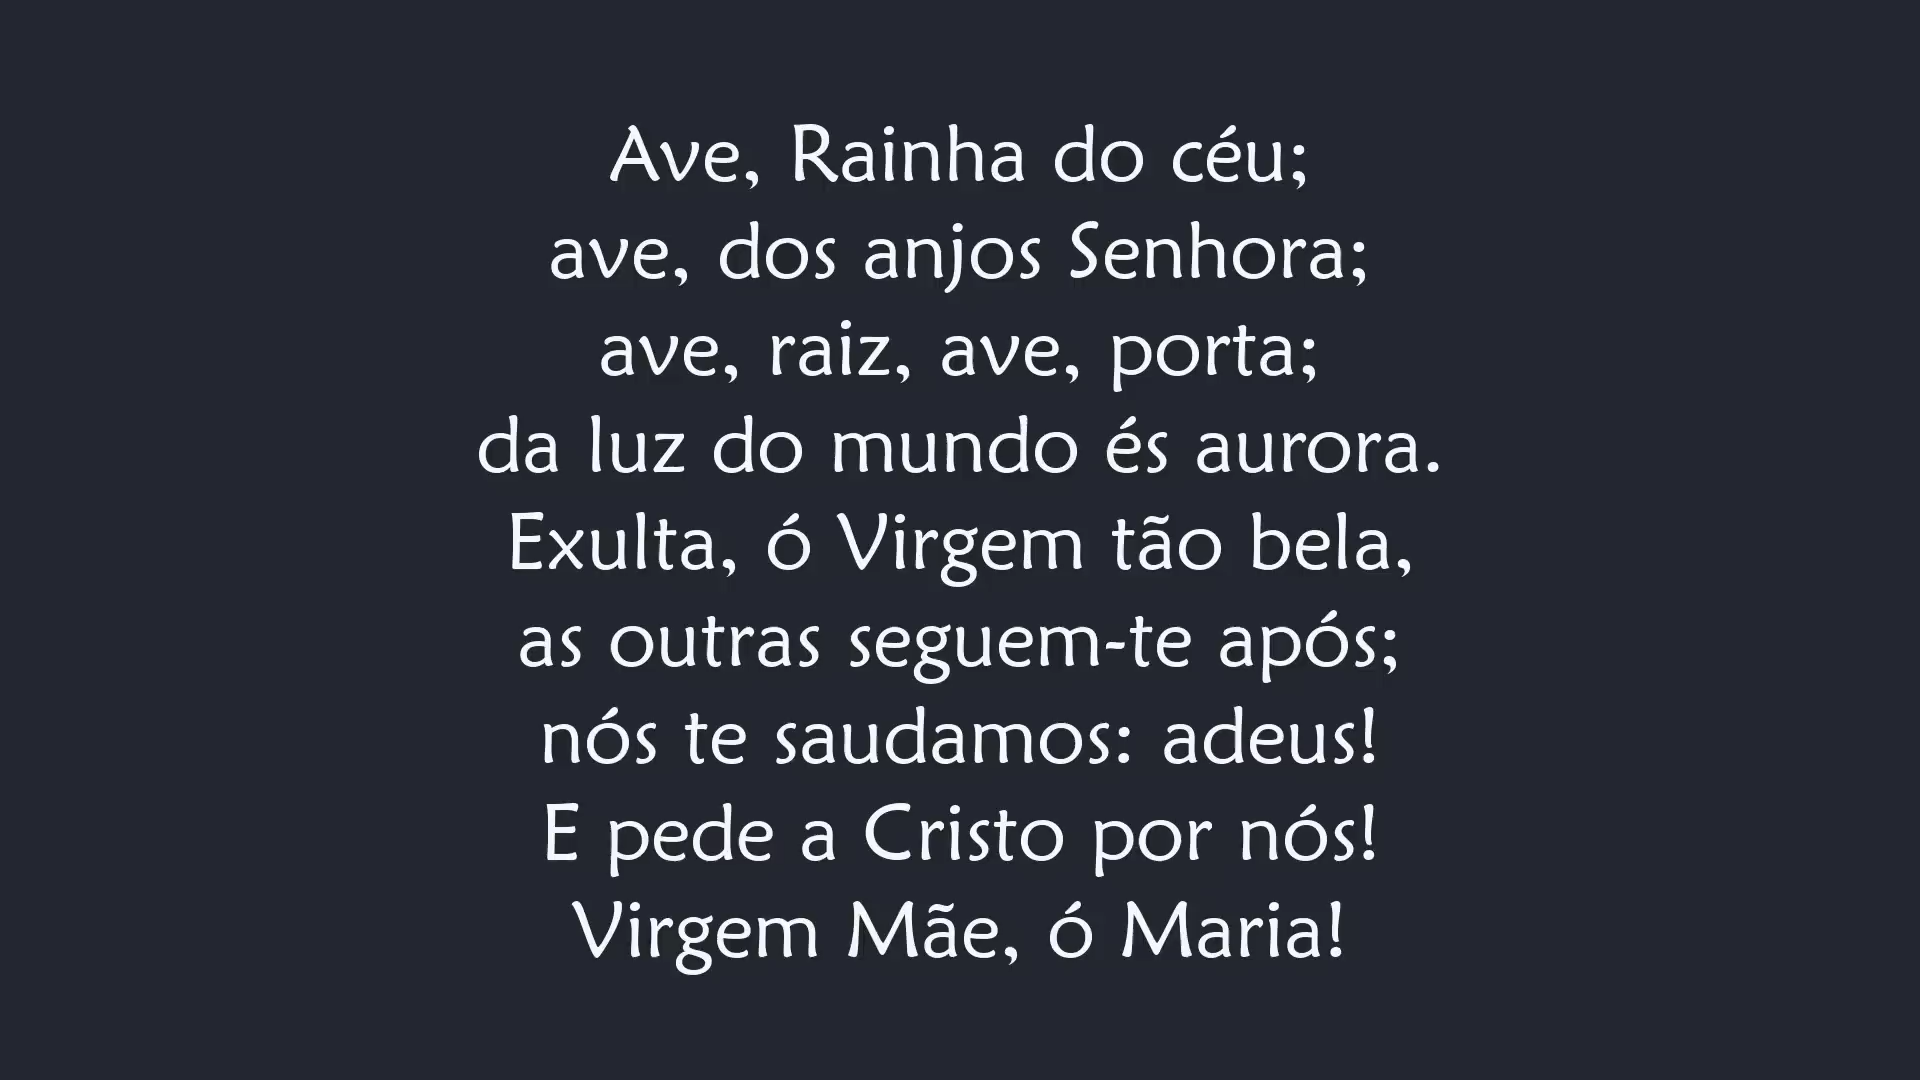 Ave, Rainha do céu;
ave, dos anjos Senhora;
ave, raiz, ave, porta;
da luz do mundo és aurora.
Exulta, ó Virgem tão bela,
as outras seguem-te após;
nós te saudamos: adeus!
E pede a Cristo por nós!
Virgem Mãe, ó Maria!